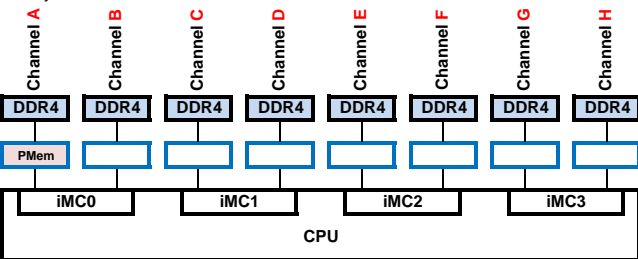 Channel A
Channel B
Channel C
Channel D
Channel E
Channel F
Channel G
Channel H
DDR4 DDR4 DDR4 DDR4 DDR4 DDR4 DDR4 DDR4
PMem
iMC0 iMC1 iMC2 iMC3
CPU